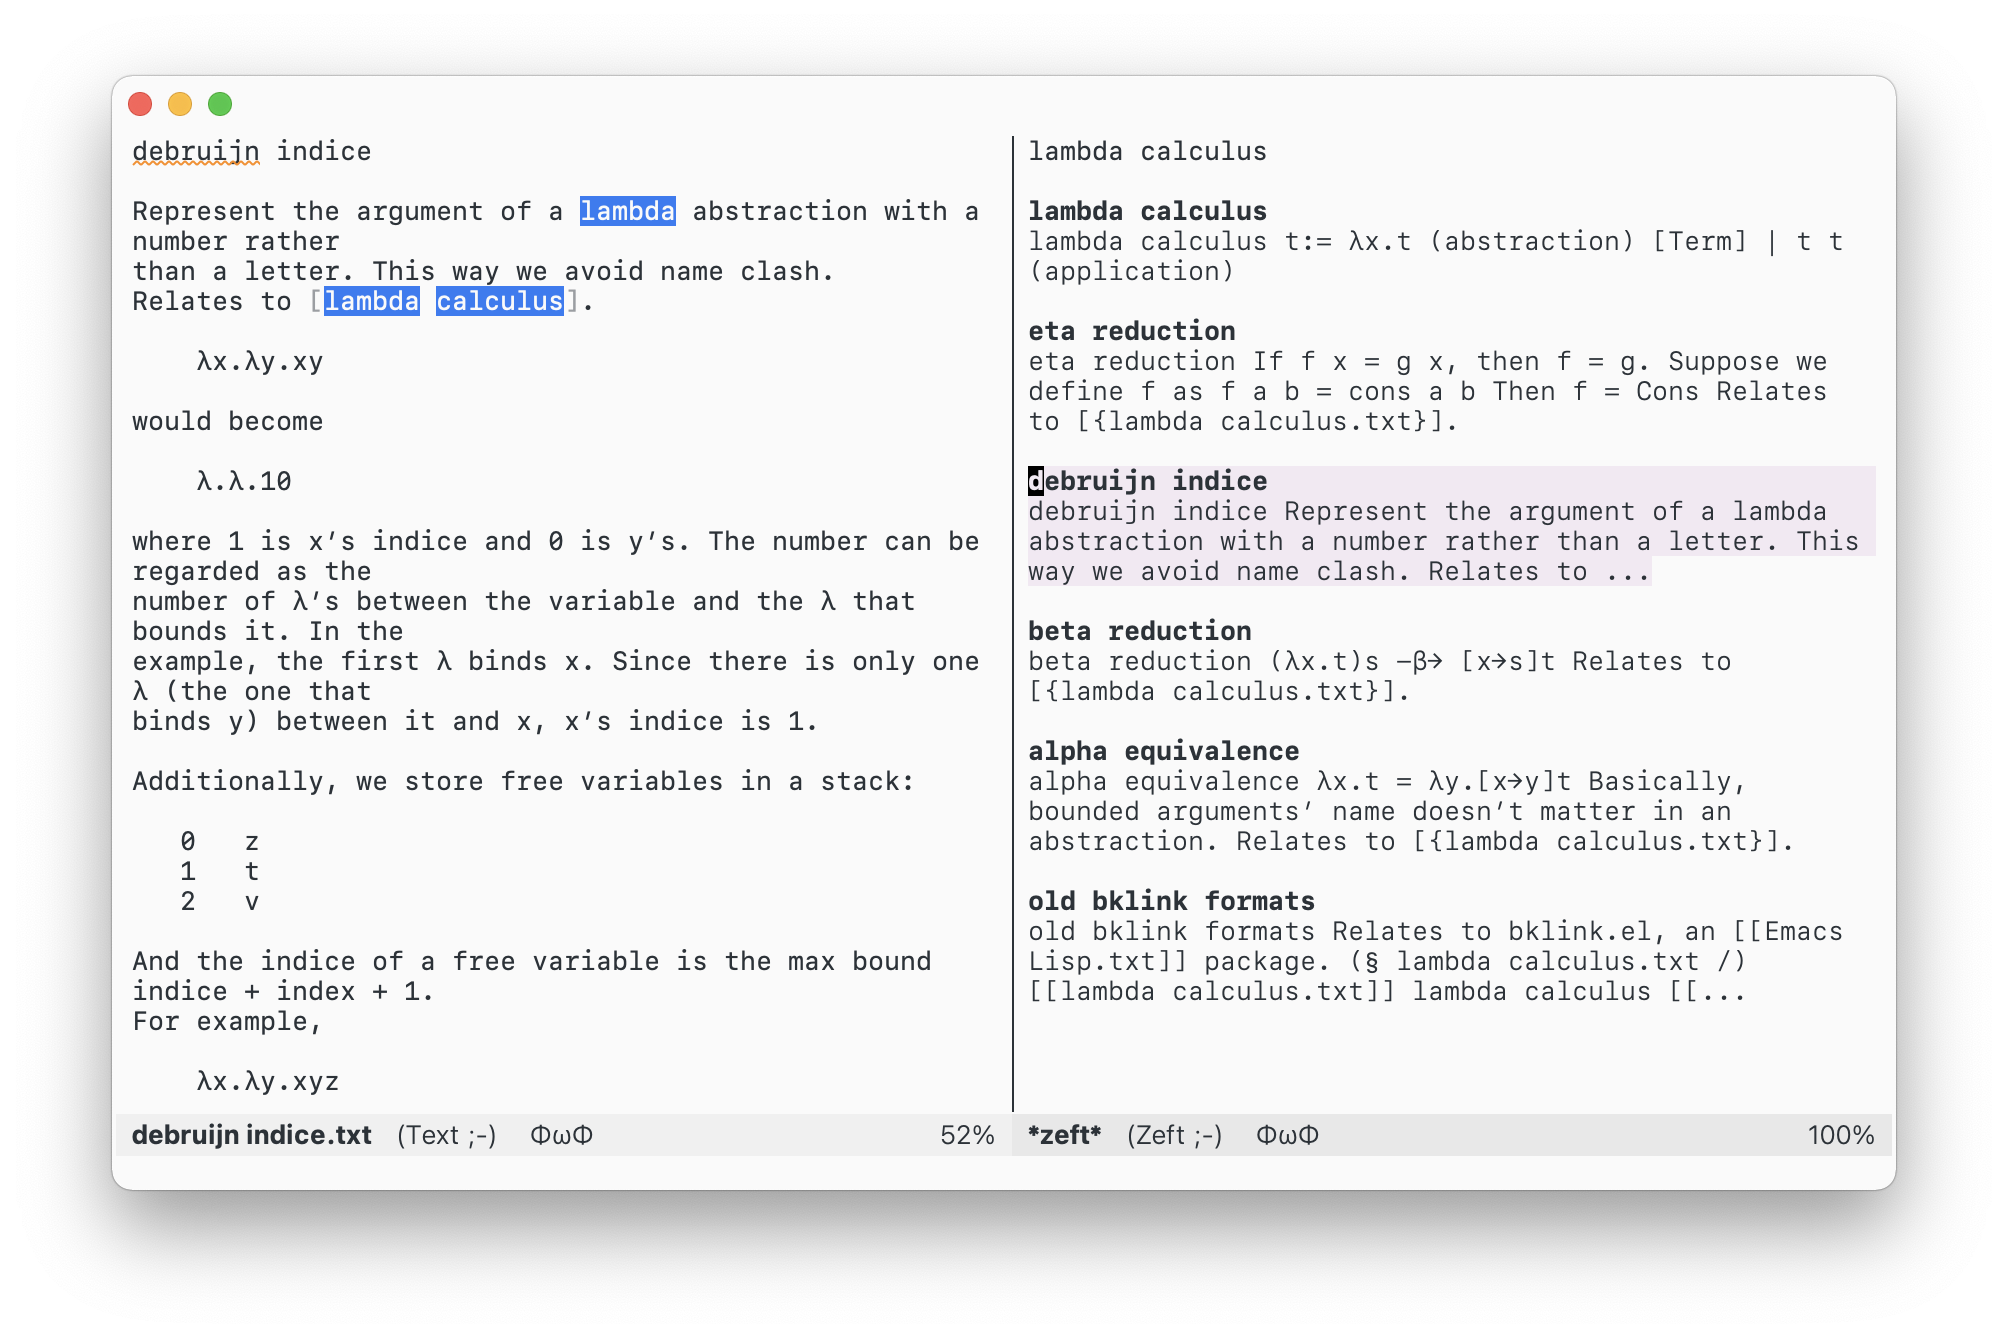 debruijn indice
Represent the argument of a lambda abstraction with a
number rather
than a letter. This way we avoid name clash.
Relates to [lambda calculus].
λx.λy.xy
would become
λ.λ.10
where 1 is x’s indice and 0 is y’s. The number can be
regarded as the
number of λ’s between the variable and the λ that
bounds it. In the
example, the first λ binds x. Since there is only one
λ (the one that
binds y) between it and x, x’s indice is 1.
Additionally, we store free variables in a stack:
0 z
1 t
2 v
And the indice of a free variable is the max bound
indice + index + 1.
For example,
λx.λy.xyz
debruijn indice.txt (Text ;-) ΦωΦ 52%
lambda calculus
lambda calculus
lambda calculus t:= λx.t (abstraction) [Term] | t t
(application)
eta reduction
eta reduction If f x = g x, then f = g. Suppose we
define f as f a b = cons a b Then f = Cons Relates
to [{lambda calculus.txt}].
debruijn indice
debruijn indice Represent the argument of a lambda
abstraction with a number rather than a letter. This
way we avoid name clash. Relates to ...
beta reduction
beta reduction (λx.t)s —β→ [x→s]t Relates to
[{lambda calculus.txt}].
alpha equivalence
alpha equivalence λx.t = λy.[x→y]t Basically,
bounded arguments’ name doesn’t matter in an
abstraction. Relates to [{lambda calculus.txt}].
old bklink formats
old bklink formats Relates to bklink.el, an [[Emacs
Lisp.txt]] package. (§ lambda calculus.txt /)
[[lambda calculus.txt]] lambda calculus [[...
*zeft* (Zeft ;-) ΦωΦ 100%